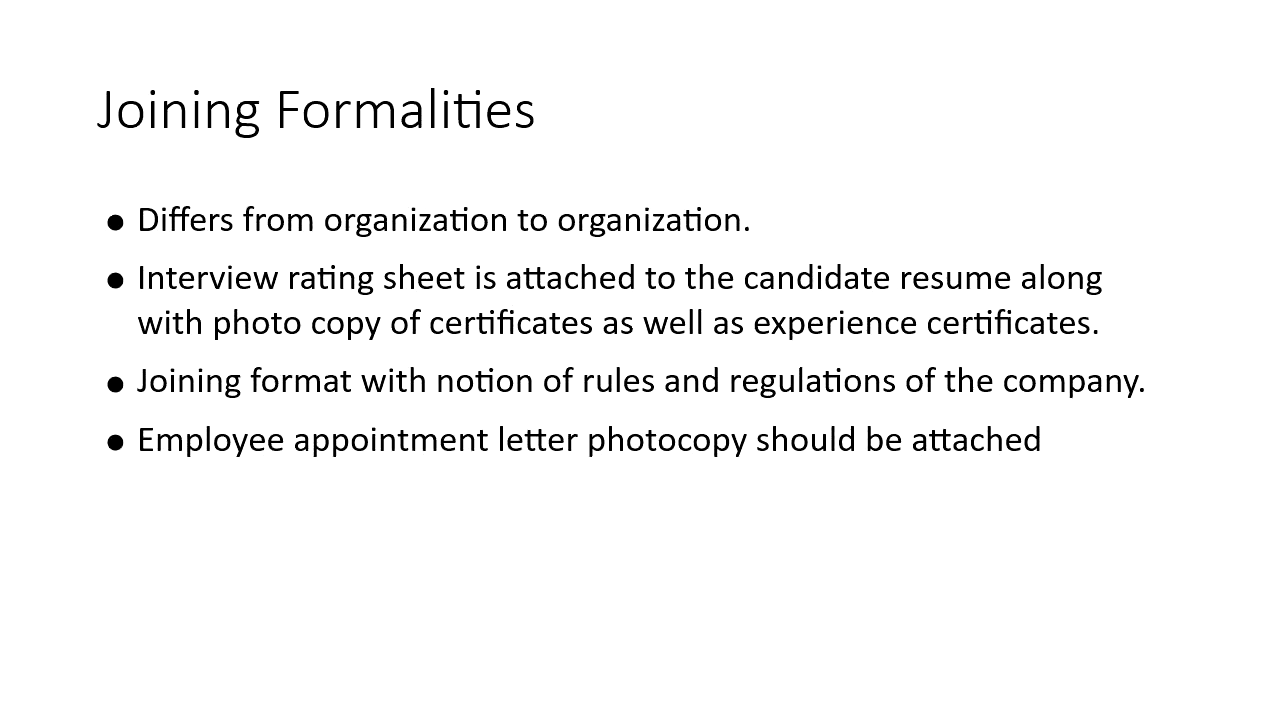 Joining Formalities
● Differs from organization to organization.
● Interview rating sheet is attached to the candidate resume along
with photo copy of certificates as well as experience certificates.
● Joining format with notion of rules and regulations of the company.
● Employee appointment letter photocopy should be attached